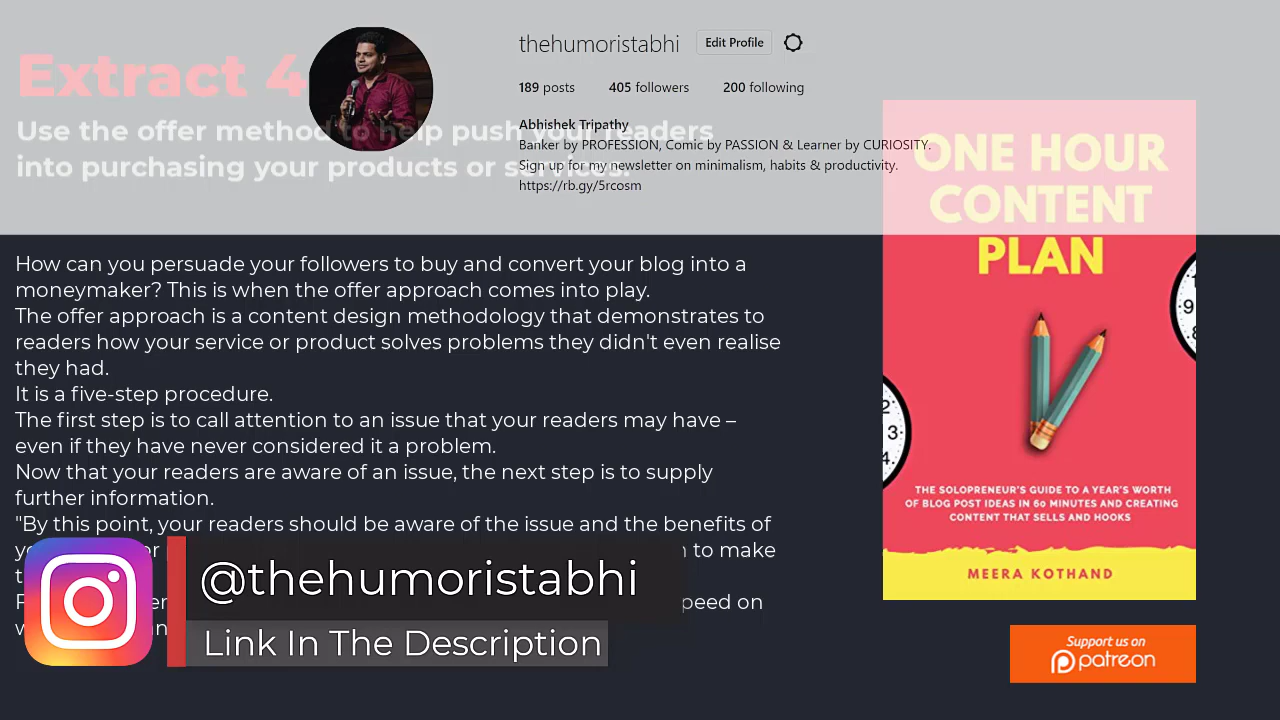 thehumoristabhi Edit Profile
189 posts 405 followers 200 following
Abhishek Tripathy
Banker by PROFESSION, Comic by PASSION & Learner by CURIOSITY.
Sign up for my newsletter on minimalism, habits & productivity.
https://rb.gy/5rcosm
Extract 4
Use the offer method to help push your readers
into purchasing your products or services.
How can you persuade your followers to buy and convert your blog into a
moneymaker? This is when the offer approach comes into play.
The offer approach is a content design methodology that demonstrates to
readers how your service or product solves problems they didn't even realise
they had.
It is a five-step procedure.
The first step is to call attention to an issue that your readers may have –
even if they have never considered it a problem.
Now that your renders are aware of an issue, the next step is to supply
further information.
"By this point, your readers should be aware of the issue and the benefits of
to make
speed on
@thehumoristabhi
Link In The Description
ONE HOUR
CONTENT
PLAN
THE SOLOPRENEUR'S GUIDE TO A YEAR'S WORTH
OF BLOG POST IDEAS IN 60 MINUTES AND CREATING
CONTENT THAT SELLS AND HOOKS
MEERA KOTHAND
Support us on
patreon